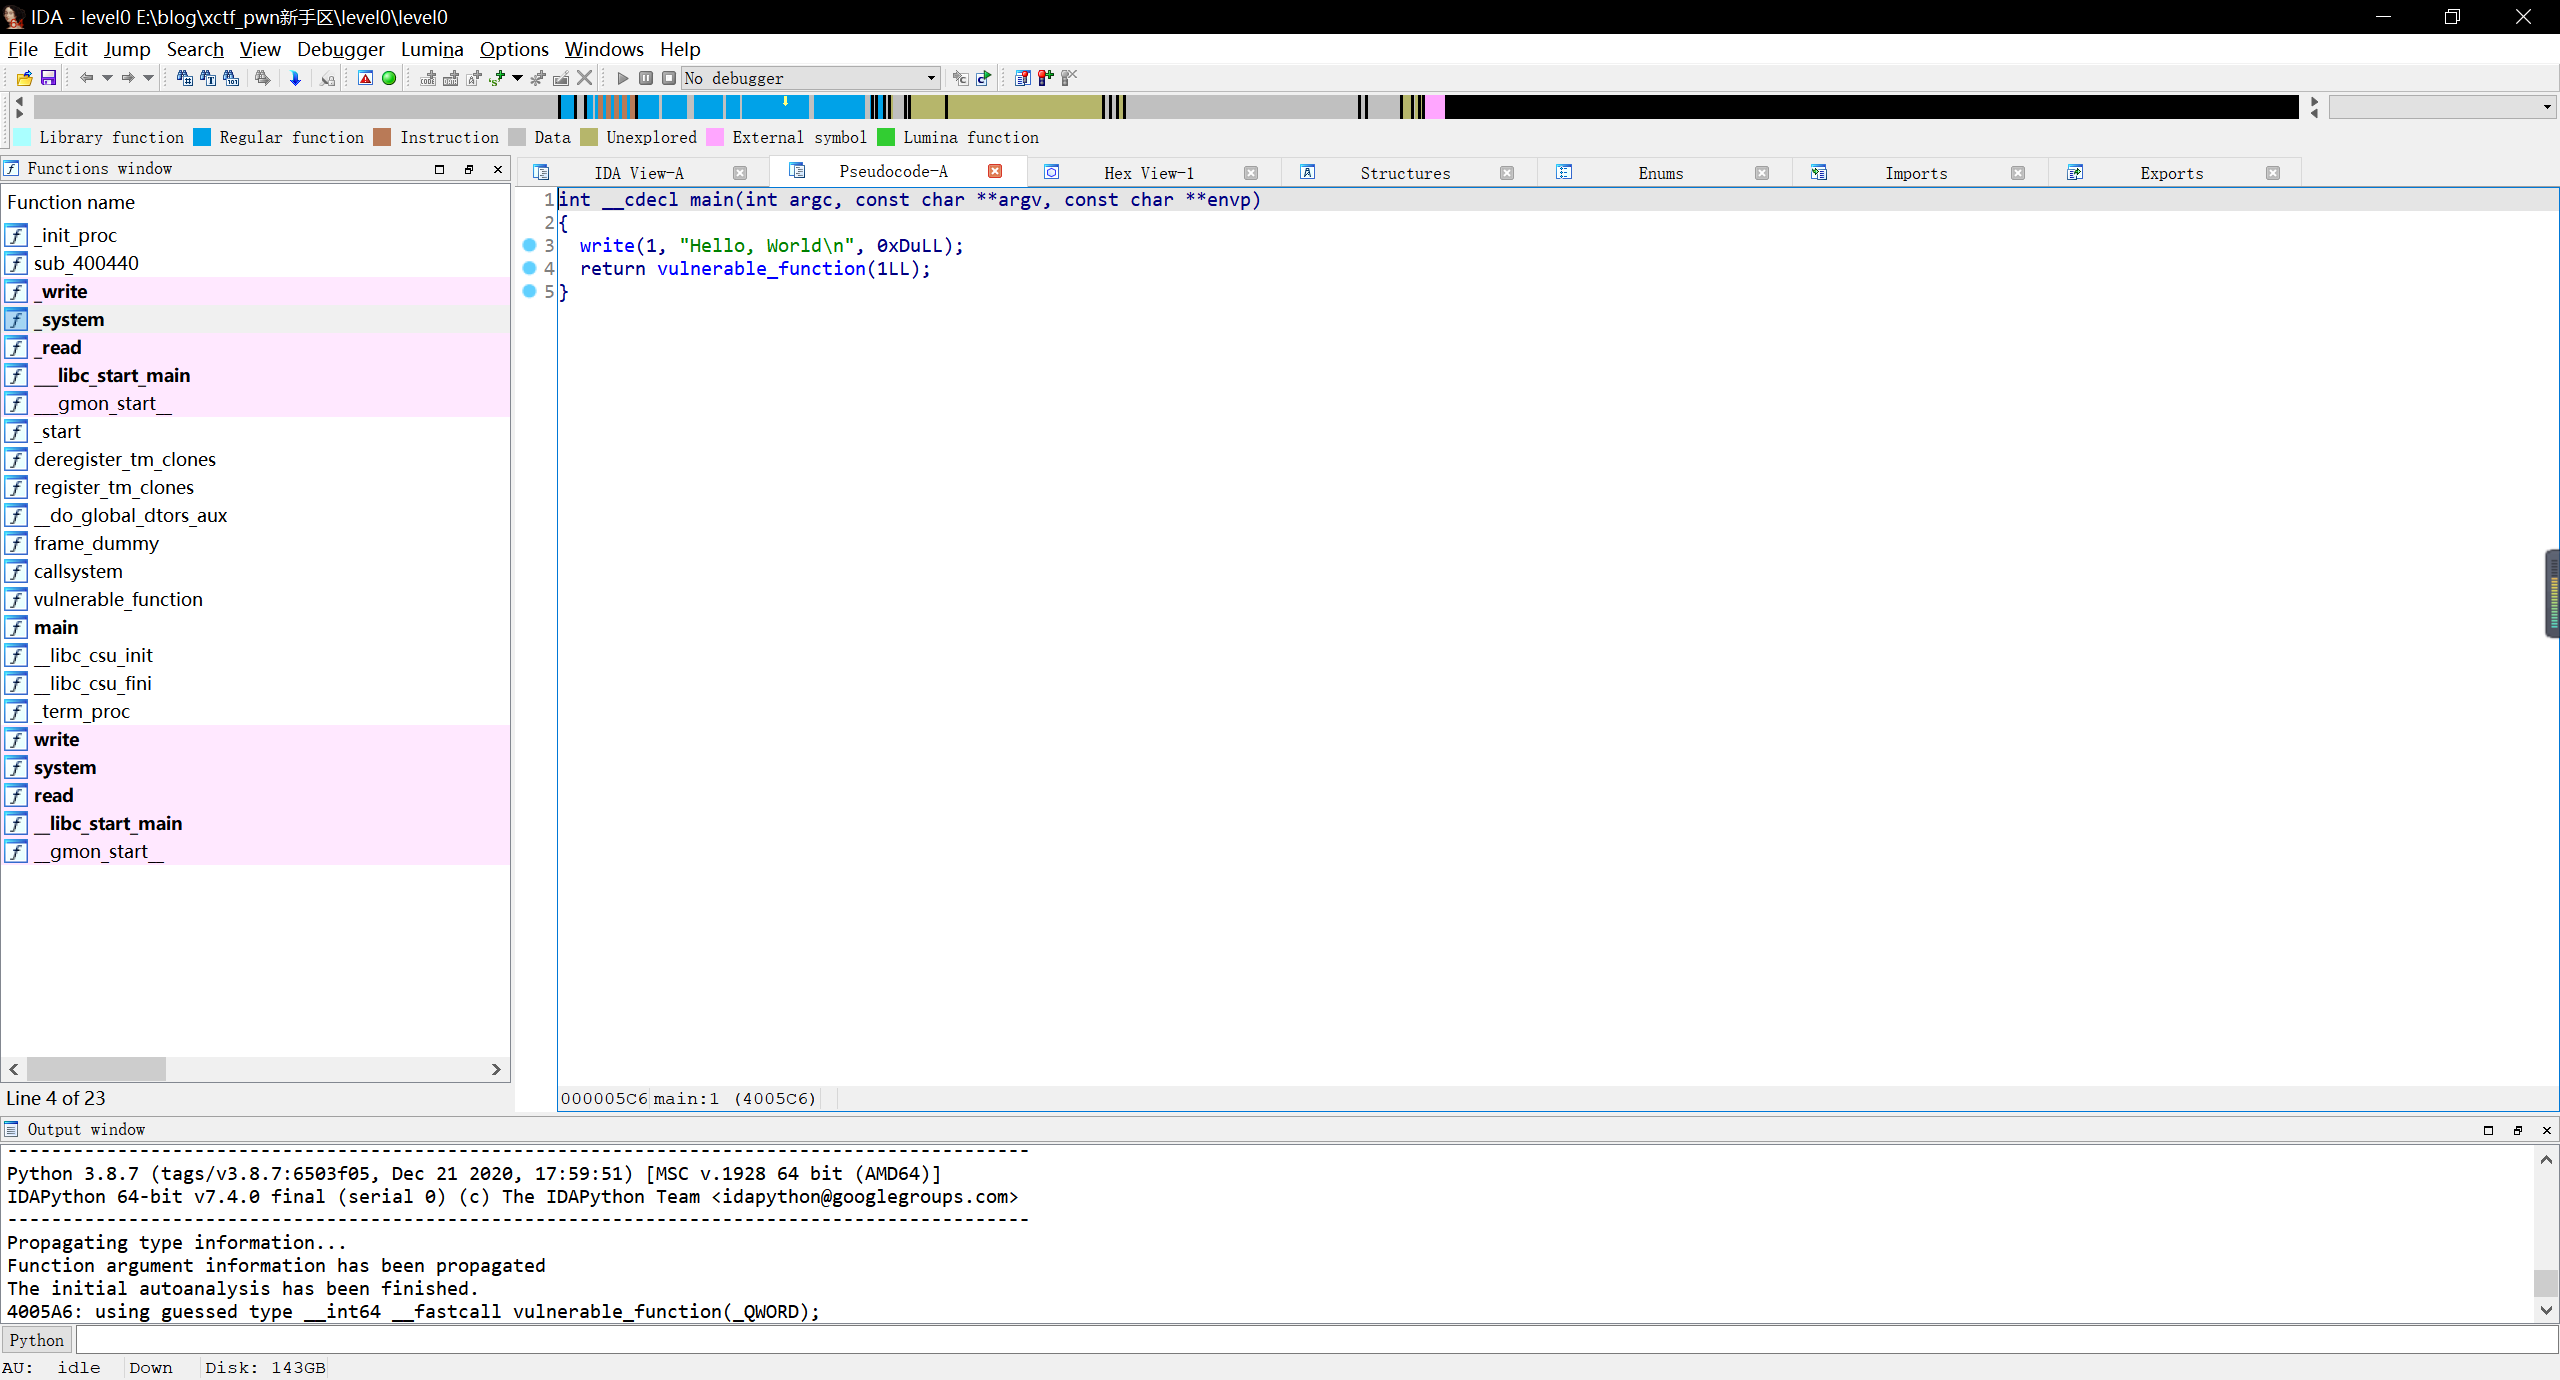 IDA - level0 E:\blog\xctf_pwn新手区\level0\level0
File Edit Jump Search View Debugger Lumina Options Windows Help
No debugger
Library function Regular function Instruction Data Unexplored External symbol Lumina function
Functions window
Function name
_init_proc
sub_400440
_write
_system
_read
___libc_start_main
___gmon_start__
_start
deregister_tm_clones
register_tm_clones
__do_global_dtors_aux
frame_dummy
callsystem
vulnerable_function
main
__libc_csu_init
__libc_csu_fini
_term_proc
write
system
read
__libc_start_main
__gmon_start__
Line 4 of 23
IDA View-A Pseudocode-A Hex View-1 Structures Enums Imports Exports
1 int __cdecl main(int argc, const char **argv, const char **envp)
2 {
3 write(1, "Hello, World\n", 0xDuLL);
4 return vulnerable_function(1LL);
5 }
000005C6 main:1 (4005C6)
Output window
---------------------------------------------------------------------------------------------
Python 3.8.7 (tags/v3.8.7:6503f05, Dec 21 2020, 17:59:51) [MSC v.1928 64 bit (AMD64)]
IDAPython 64-bit v7.4.0 final (serial 0) (c) The IDAPython Team <idapython@googlegroups.com>
---------------------------------------------------------------------------------------------
Propagating type information...
Function argument information has been propagated
The initial autoanalysis has been finished.
4005A6: using guessed type __int64 __fastcall vulnerable_function(_QWORD);
Python
AU: idle Down Disk: 143GB